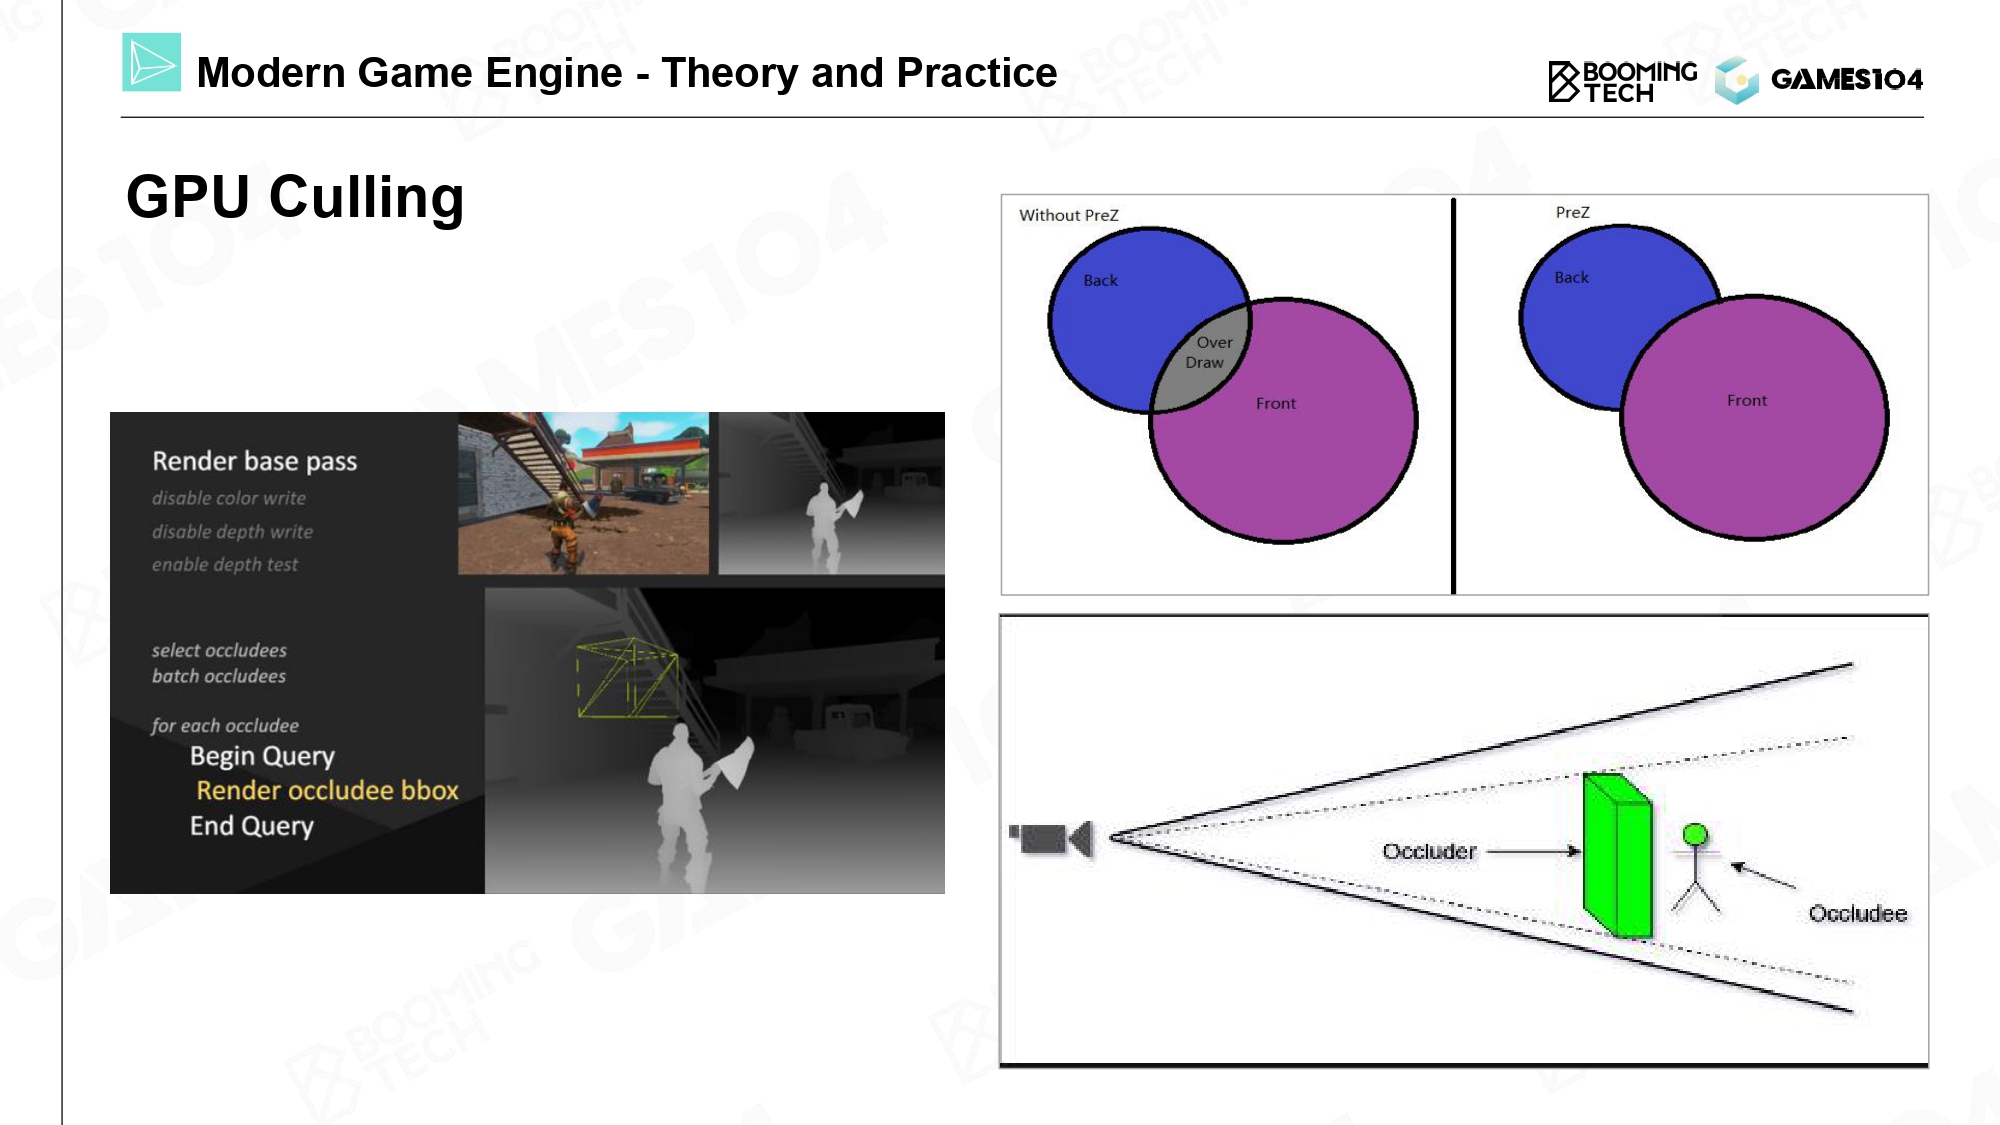 Modern Game Engine - Theory and Practice
BOOMING
TECH
GAMES104
GPU Culling
Render base pass
disable color write
disable depth write
enable depth test
select occludees
batch occludees
for each occludee
Begin Query
Render occludee bbox
End Query
Without PreZ
Back
Over
Draw
Front
PreZ
Back
Front
Occluder
Occludee